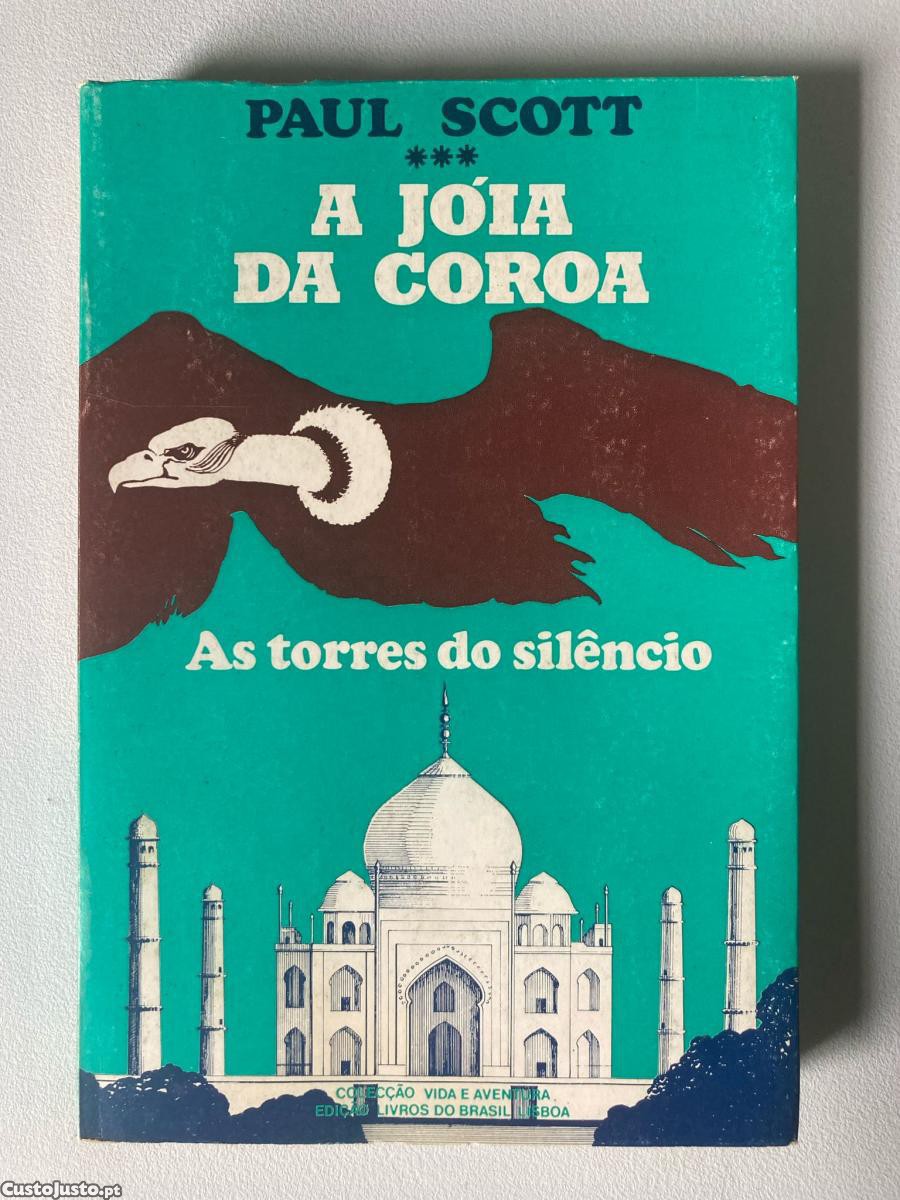 PAUL SCOTT
***
A JÓIA
DA COROA
As torres do silêncio
COLECÇÃO VIDA E AVENTURA
EDIÇÃO LIVROS DO BRASIL LISBOA
CustoJusto.pt